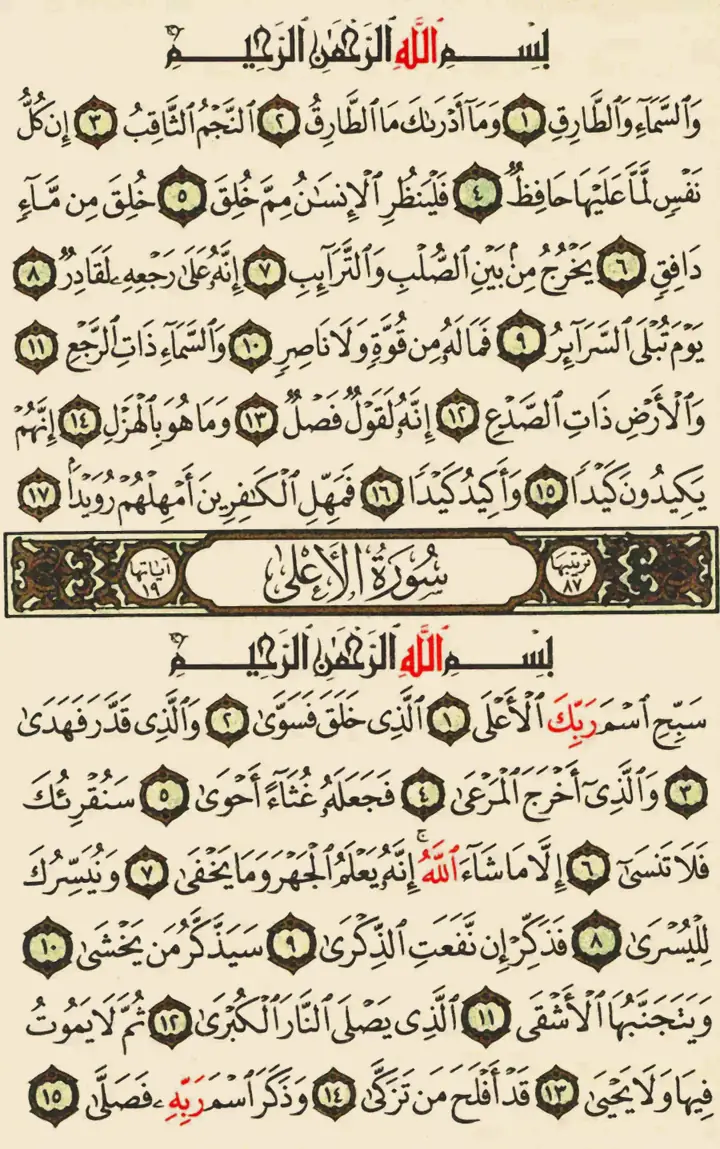 بِسْمِ ٱللَّهِ ٱلرَّحْمَٰنِ ٱلرَّحِيمِ
وَٱلسَّمَآءِ وَٱلطَّارِقِ ١ وَمَآ أَدْرَىٰكَ مَا ٱلطَّارِقُ ٢ ٱلنَّجْمُ ٱلثَّاقِبُ ٣ إِن كُلُّ
نَفْسٍ لَّمَّا عَلَيْهَا حَافِظٌ ٤ فَلْيَنظُرِ ٱلْإِنسَٰنُ مِمَّ خُلِقَ ٥ خُلِقَ مِن مَّآءٍ
دَافِقٍ ٦ يَخْرُجُ مِنۢ بَيْنِ ٱلصُّلْبِ وَٱلتَّرَآئِبِ ٧ إِنَّهُۥ عَلَىٰ رَجْعِهِۦ لَقَادِرٌ ٨
يَوْمَ تُبْلَى ٱلسَّرَآئِرُ ٩ فَمَا لَهُۥ مِن قُوَّةٍ وَلَا نَاصِرٍ ١٠ وَٱلسَّمَآءِ ذَاتِ ٱلرَّجْعِ ١١
وَٱلْأَرْضِ ذَاتِ ٱلصَّدْعِ ١٢ إِنَّهُۥ لَقَوْلٌ فَصْلٌ ١٣ وَمَا هُوَ بِٱلْهَزْلِ ١٤ إِنَّهُمْ
يَكِيدُونَ كَيْدًا ١٥ وَأَكِيدُ كَيْدًا ١٦ فَمَهِّلِ ٱلْكَٰفِرِينَ أَمْهِلْهُمْ رُوَيْدًۢا ١٧
ترتيبها ٨٧ سُورَةُ الأَعْلَىٰ آياتها ١٩
بِسْمِ ٱللَّهِ ٱلرَّحْمَٰنِ ٱلرَّحِيمِ
سَبِّحِ ٱسْمَ رَبِّكَ ٱلْأَعْلَى ١ ٱلَّذِى خَلَقَ فَسَوَّىٰ ٢ وَٱلَّذِى قَدَّرَ فَهَدَىٰ
٣ وَٱلَّذِىٓ أَخْرَجَ ٱلْمَرْعَىٰ ٤ فَجَعَلَهُۥ غُثَآءً أَحْوَىٰ ٥ سَنُقْرِئُكَ
فَلَا تَنسَىٰٓ ٦ إِلَّا مَا شَآءَ ٱللَّهُ ۚ إِنَّهُۥ يَعْلَمُ ٱلْجَهْرَ وَمَا يَخْفَىٰ ٧ وَنُيَسِّرُكَ
لِلْيُسْرَىٰ ٨ فَذَكِّرْ إِن نَّفَعَتِ ٱلذِّكْرَىٰ ٩ سَيَذَّكَّرُ مَن يَخْشَىٰ ١٠
وَيَتَجَنَّبُهَا ٱلْأَشْقَى ١١ ٱلَّذِى يَصْلَى ٱلنَّارَ ٱلْكُبْرَىٰ ١٢ ثُمَّ لَا يَمُوتُ
فِيهَا وَلَا يَحْيَىٰ ١٣ قَدْ أَفْلَحَ مَن تَزَكَّىٰ ١٤ وَذَكَرَ ٱسْمَ رَبِّهِۦ فَصَلَّىٰ ١٥